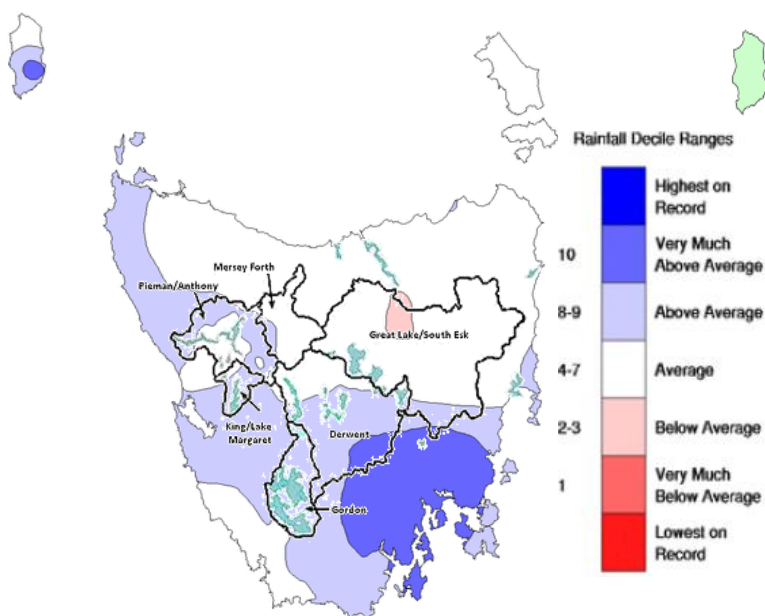 Rainfall Decile Ranges
Highest on
Record
10
Very Much
Above Average
8-9
Above Average
4-7
Average
2-3
Below Average
1
Very Much
Below Average
Lowest on
Record
Mersey Forth
Pieman/Anthony
Great Lake/South Esk
King/Lake
Margaret
Derwent
Gordon